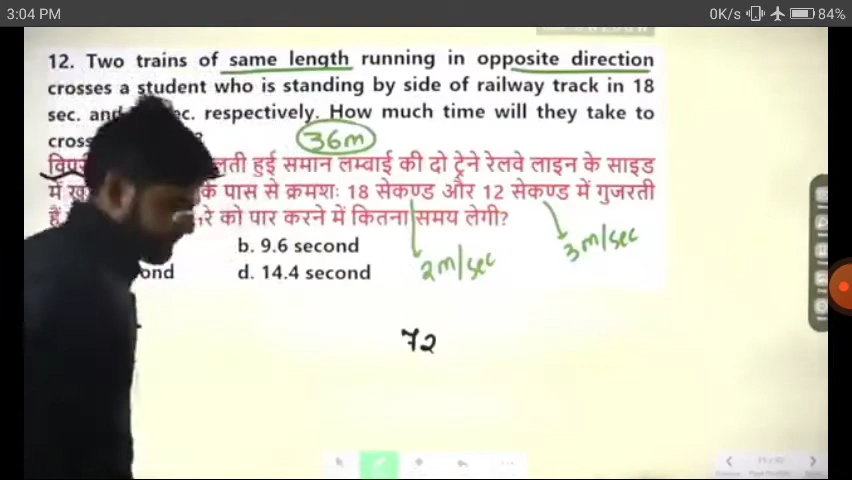 3:04 PM 0K/s 84%
12. Two trains of same length running in opposite direction
crosses a student who is standing by side of railway track in 18
sec. and ec. respectively. How much time will they take to
cross ?
36m
लती हुई समान लम्वाई की दो ट्रेने रेलवे लाइन के साइड
में के पास से क्रमशः 18 सेकण्ड और 12 सेकण्ड में गुजरती
रे को पार करने में कितना समय लेगी?
b. 9.6 second
ond d. 14.4 second
2m/sec
3m/sec
72